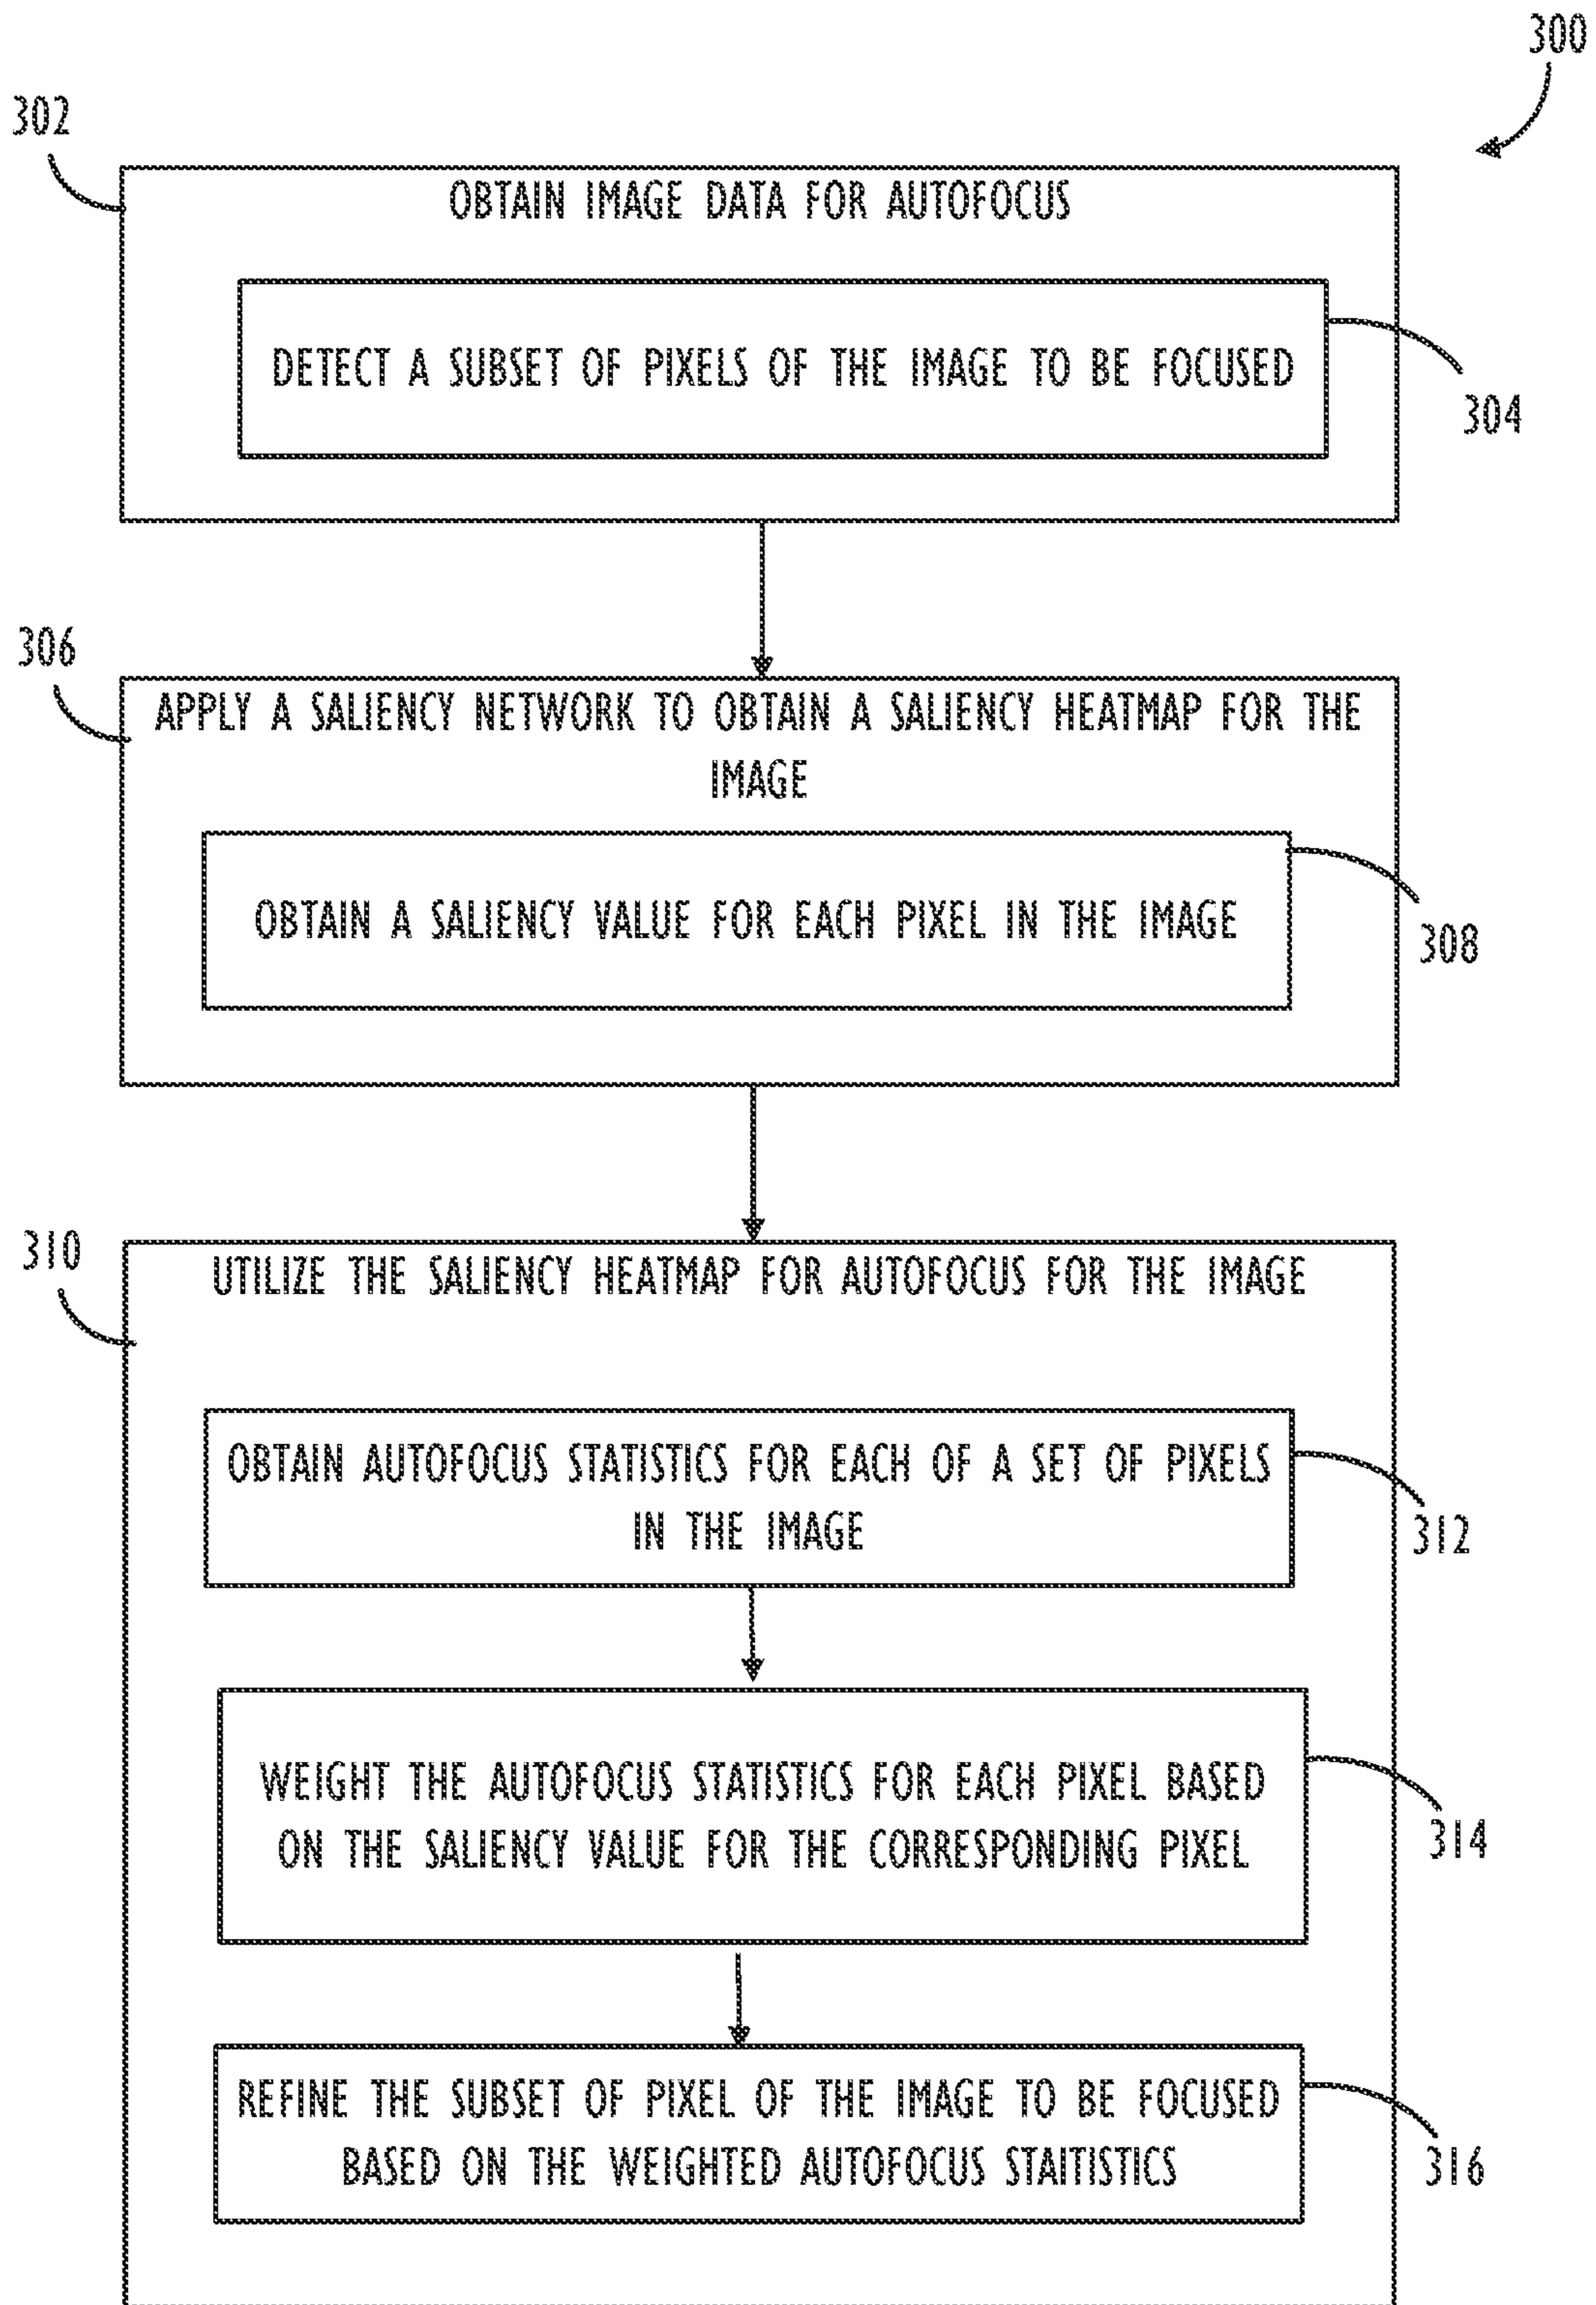 300
302
OBTAIN IMAGE DATA FOR AUTOFOCUS
DETECT A SUBSET OF PIXELS OF THE IMAGE TO BE FOCUSED
304
306
APPLY A SALIENCY NETWORK TO OBTAIN A SALIENCY HEATMAP FOR THE
IMAGE
OBTAIN A SALIENCY VALUE FOR EACH PIXEL IN THE IMAGE
308
310
UTILIZE THE SALIENCY HEATMAP FOR AUTOFOCUS FOR THE IMAGE
OBTAIN AUTOFOCUS STATISTICS FOR EACH OF A SET OF PIXELS
IN THE IMAGE
312
WEIGHT THE AUTOFOCUS STATISTICS FOR EACH PIXEL BASED
ON THE SALIENCY VALUE FOR THE CORRESPONDING PIXEL
314
REFINE THE SUBSET OF PIXEL OF THE IMAGE TO BE FOCUSED
BASED ON THE WEIGHTED AUTOFOCUS STAITISTICS
316